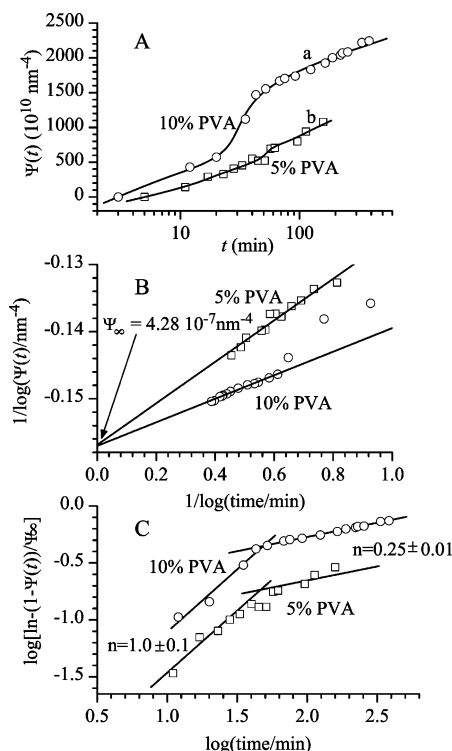 A
2500
2000
1500
1000
500
0
Ψ(t) (10¹⁰ nm⁻⁴)
a
10% PVA
b
5% PVA
10
100
t (min)
B
-0.13
-0.14
-0.15
1/log(Ψ(t)/nm⁻⁴)
5% PVA
Ψ∞ = 4.28 10⁻⁷nm⁻⁴
10% PVA
0.0 0.2 0.4 0.6 0.8 1.0
1/log(time/min)
C
0.0
-0.5
-1.0
-1.5
log[ln-(1-Ψ(t))/Ψ∞]
10% PVA
n=0.25±0.01
5% PVA
n=1.0±0.1
0.5 1.0 1.5 2.0 2.5
log(time/min)